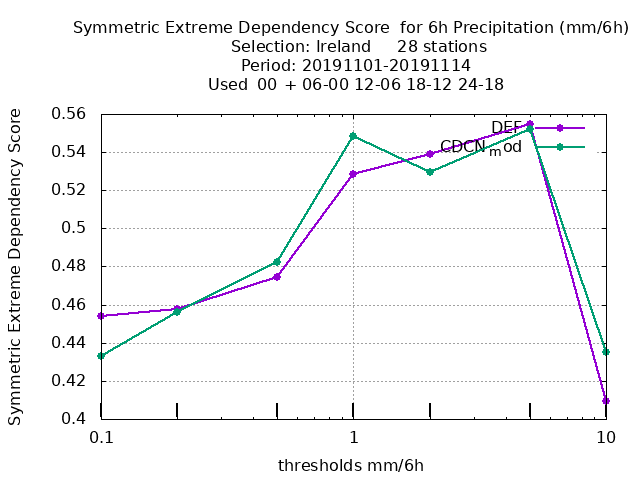 Symmetric Extreme Dependency Score  for 6h Precipitation (mm/6h)
Selection: Ireland     28 stations
Period: 20191101-20191114
Used  00 + 06-00 12-06 18-12 24-18
Symmetric Extreme Dependency Score
0.56
0.54
0.52
0.5
0.48
0.46
0.44
0.42
0.4
DEF
CDCNmod
0.1
1
10
thresholds mm/6h